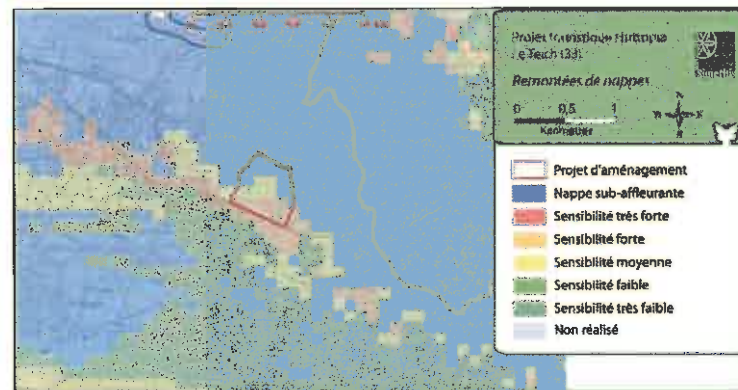 Projet touristique
Le Teich (33)
Remontées de nappes
0 0.5 1
Kilomètres
N
Projet d'aménagement
Nappe sub-affleurante
Sensibilité très forte
Sensibilité forte
Sensibilité moyenne
Sensibilité faible
Sensibilité très faible
Non réalisé